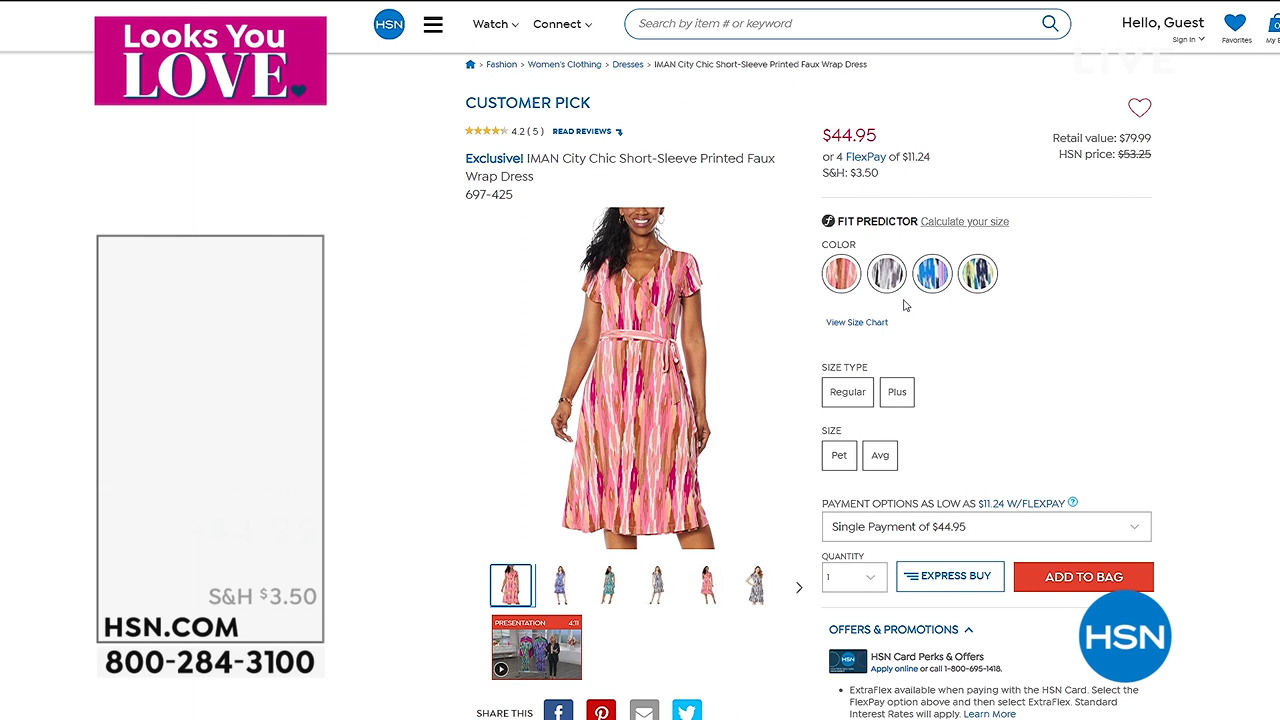 Looks You
LOVE
HSN
Watch
Connect
Search by item # or keyword
Hello, Guest
Sign In
Favorites
LIVE
Fashion > Women's Clothing > Dresses > IMAN City Chic Short-Sleeve Printed Faux Wrap Dress
CUSTOMER PICK
4.2 ( 5 ) READ REVIEWS
Exclusive! IMAN City Chic Short-Sleeve Printed Faux
Wrap Dress
697-425
$44.95
or 4 FlexPay of $11.24
S&H: $3.50
Retail value: $79.99
HSN price: $53.25
FIT PREDICTOR Calculate your size
COLOR
View Size Chart
SIZE TYPE
Regular
Plus
SIZE
Pet
Avg
PAYMENT OPTIONS AS LOW AS $11.24 W/FLEXPAY ?
Single Payment of $44.95
QUANTITY
1
EXPRESS BUY
ADD TO BAG
PRESENTATION 4:11
S&H $3.50
HSN.COM
800-284-3100
OFFERS & PROMOTIONS
HSN
HSN Card Perks & Offers
Apply online or call 1-800-695-1418.
• ExtraFlex available when paying with the HSN Card. Select the
FlexPay option above and then select ExtraFlex. Standard
Interest Rates will apply. Learn More
HSN
SHARE THIS